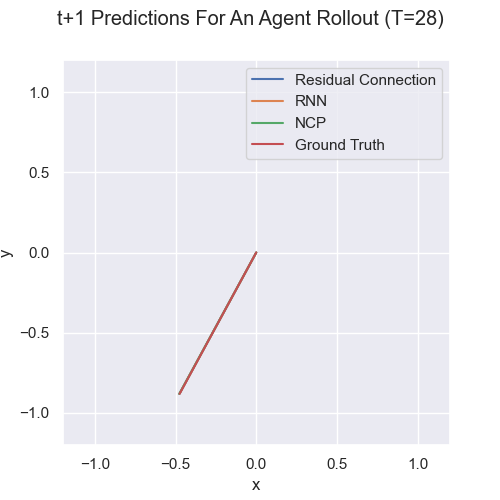 t+1 Predictions For An Agent Rollout (T=28)
Residual Connection
RNN
NCP
Ground Truth
1.0
0.5
0.0
−0.5
−1.0
y
−1.0 −0.5 0.0 0.5 1.0
x